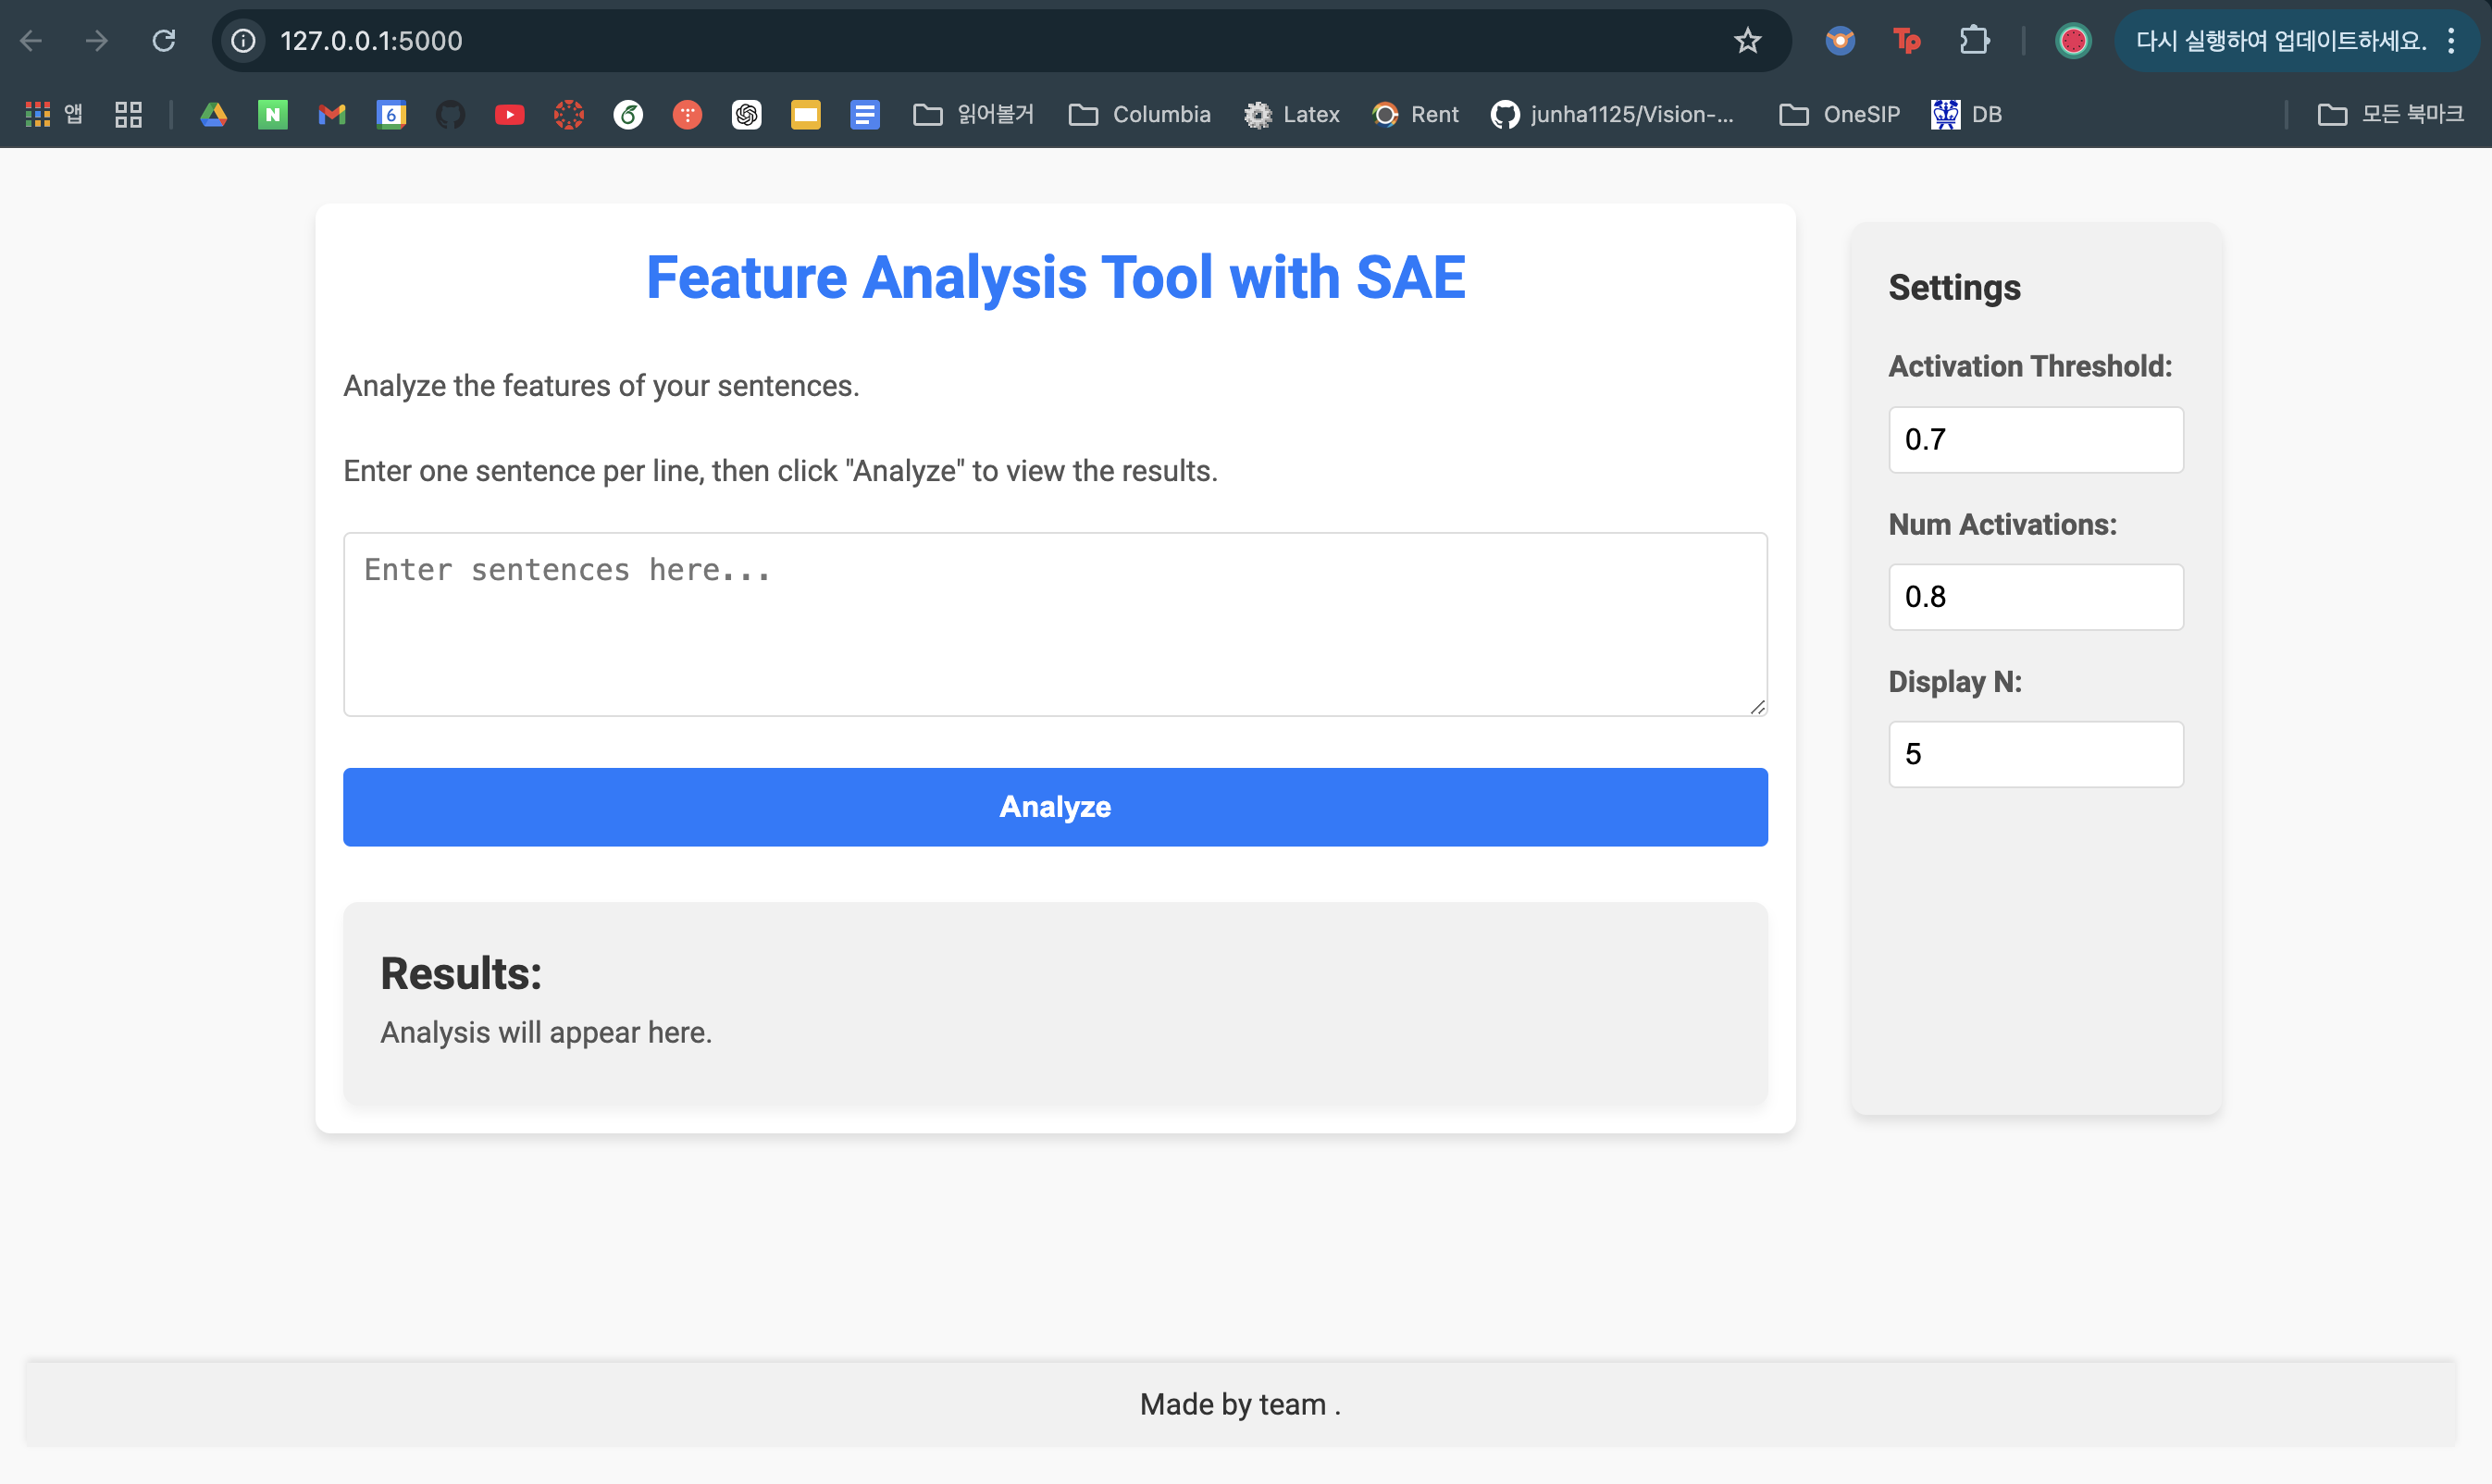 127.0.0.1:5000
Tp
다시 실행하여 업데이트하세요.
앱
N
6
읽어볼거
Columbia
Latex
Rent
junha1125/Vision-...
OneSIP
DB
모든 북마크
Feature Analysis Tool with SAE
Analyze the features of your sentences.
Enter one sentence per line, then click "Analyze" to view the results.
Enter sentences here...
Analyze
Results:
Analysis will appear here.
Settings
Activation Threshold:
0.7
Num Activations:
0.8
Display N:
5
Made by team .